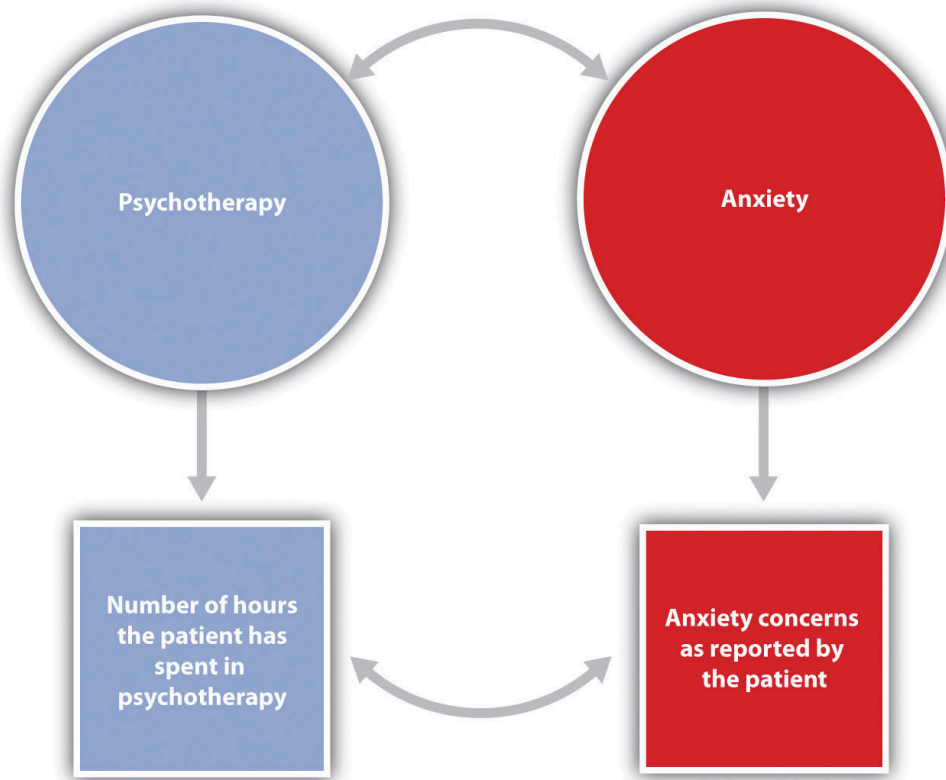 Psychotherapy
Anxiety
Number of hours
the patient has
spent in
psychotherapy
Anxiety concerns
as reported by
the patient